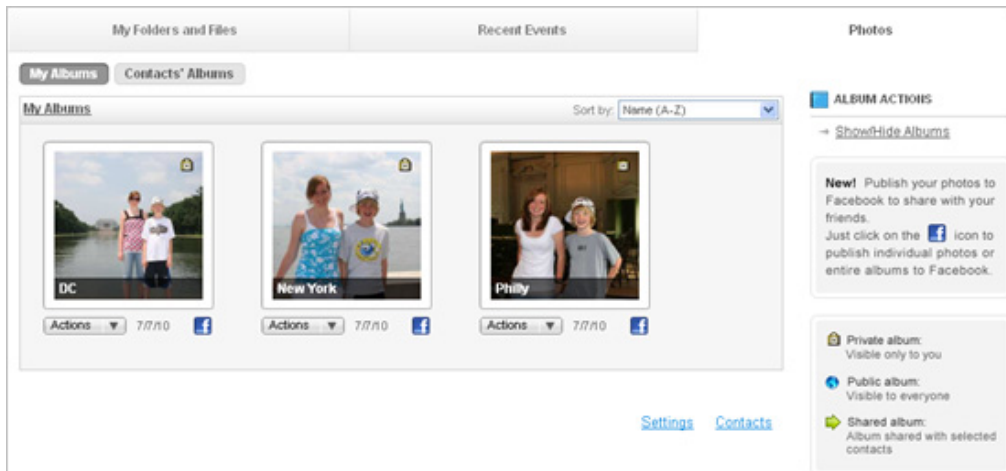 My Folders and Files
Recent Events
Photos
My Albums
Contacts' Albums
My Albums
Sort by: Name (A-Z)
DC
New York
Philly
Actions
7/7/10
Actions
7/7/10
Actions
7/7/10
Settings
Contacts
ALBUM ACTIONS
Show/Hide Albums
New! Publish your photos to
Facebook to share with your
friends.
Just click on the f icon to
publish individual photos or
entire albums to Facebook.
Private album:
Visible only to you
Public album:
Visible to everyone
Shared album:
Album shared with selected
contacts